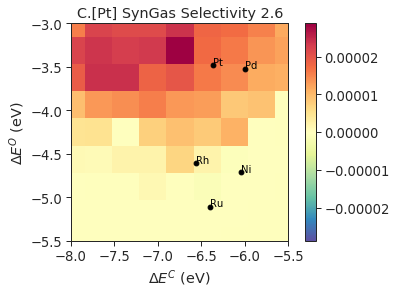 C.[Pt] SynGas Selectivity 2.6
−3.0
−3.5
−4.0
−4.5
−5.0
−5.5
ΔE^O (eV)
Pt
Pd
Rh
Ni
Ru
−8.0 −7.5 −7.0 −6.5 −6.0 −5.5
ΔE^C (eV)
0.00002
0.00001
0.00000
−0.00001
−0.00002